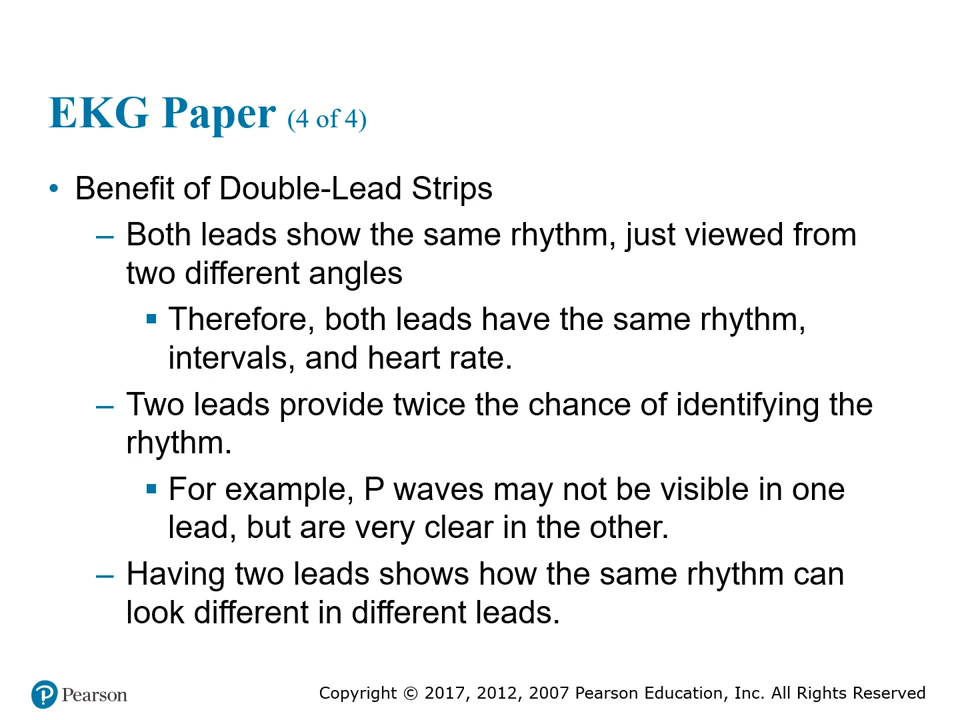 EKG Paper (4 of 4)
• Benefit of Double-Lead Strips
– Both leads show the same rhythm, just viewed from
two different angles
▪ Therefore, both leads have the same rhythm,
intervals, and heart rate.
– Two leads provide twice the chance of identifying the
rhythm.
▪ For example, P waves may not be visible in one
lead, but are very clear in the other.
– Having two leads shows how the same rhythm can
look different in different leads.
P Pearson
Copyright © 2017, 2012, 2007 Pearson Education, Inc. All Rights Reserved